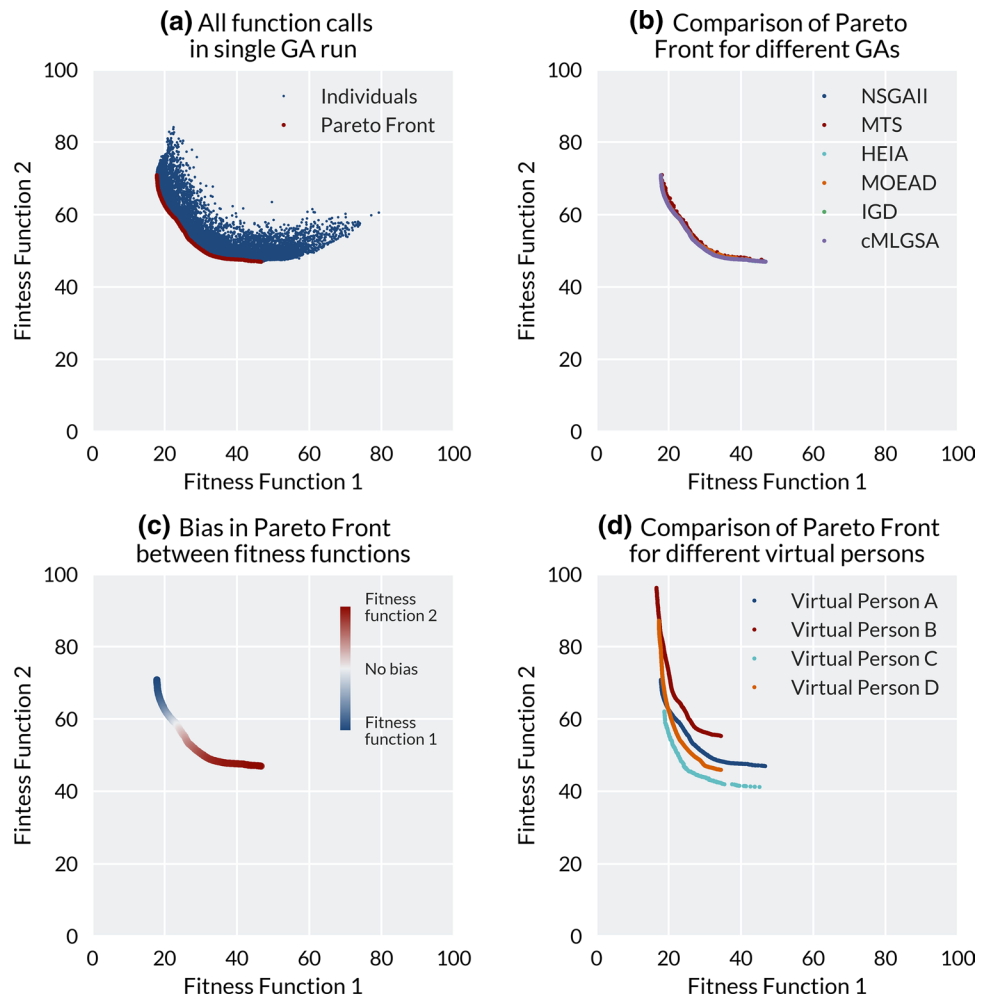 (a) All function calls
in single GA run
100
80
60
40
20
0
0 20 40 60 80 100
Fintess Function 2
Fitness Function 1
Individuals
Pareto Front
(b) Comparison of Pareto
Front for different GAs
100
80
60
40
20
0
0 20 40 60 80 100
Fintess Function 2
Fitness Function 1
NSGAII
MTS
HEIA
MOEAD
IGD
cMLGSA
(c) Bias in Pareto Front
between fitness functions
100
80
60
40
20
0
0 20 40 60 80 100
Fintess Function 2
Fitness Function 1
Fitness
function 2
No bias
Fitness
function 1
(d) Comparison of Pareto Front
for different virtual persons
100
80
60
40
20
0
0 20 40 60 80 100
Fintess Function 2
Fitness Function 1
Virtual Person A
Virtual Person B
Virtual Person C
Virtual Person D